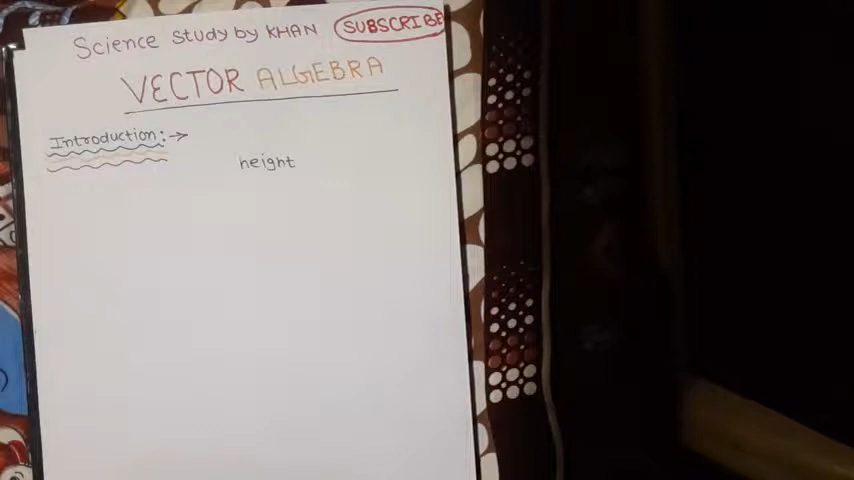 Science Study by KHAN SUBSCRIBE
VECTOR ALGEBRA
Introduction:→
height